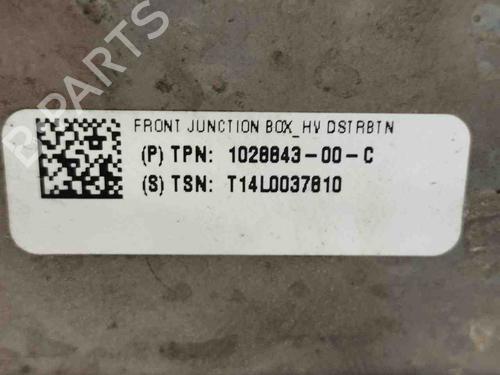 FRONT JUNCTION BOX_HV DSTRBTN
(P) TPN: 1028843-00-C
(S) TSN: T14L0037810